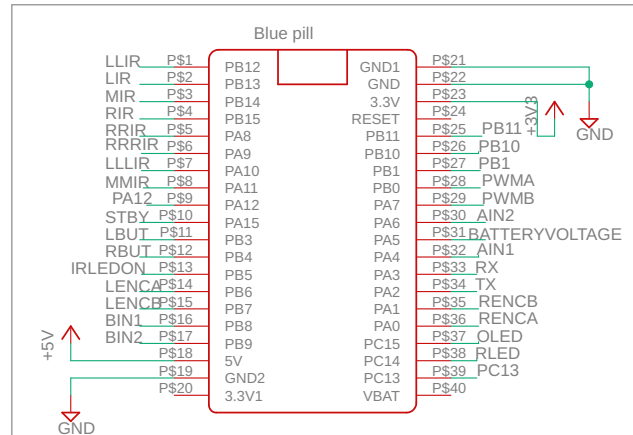 Blue pill
LLIR P$1 PB12 GND1 P$21
LIR P$2 PB13 GND P$22
MIR P$3 PB14 3.3V P$23
RIR P$4 PB15 RESET P$24
RRIR P$5 PA8 PB11 P$25 PB11
RRRIR P$6 PA9 PB10 P$26 PB10
LLLIR P$7 PA10 PB1 P$27 PB1
MMIR P$8 PA11 PB0 P$28 PWMA
PA12 P$9 PA12 PA7 P$29 PWMB
STBY P$10 PA15 PA6 P$30 AIN2
LBUT P$11 PB3 PA5 P$31 BATTERYVOLTAGE
RBUT P$12 PB4 PA4 P$32 AIN1
IRLEDON P$13 PB5 PA3 P$33 RX
LENCA P$14 PB6 PA2 P$34 TX
LENCB P$15 PB7 PA1 P$35 RENCB
BIN1 P$16 PB8 PA0 P$36 RENCA
BIN2 P$17 PB9 PC15 P$37 OLED
P$18 5V PC14 P$38 RLED
P$19 GND2 PC13 P$39 PC13
P$20 3.3V1 VBAT P$40
+3V3
GND
+5V
GND